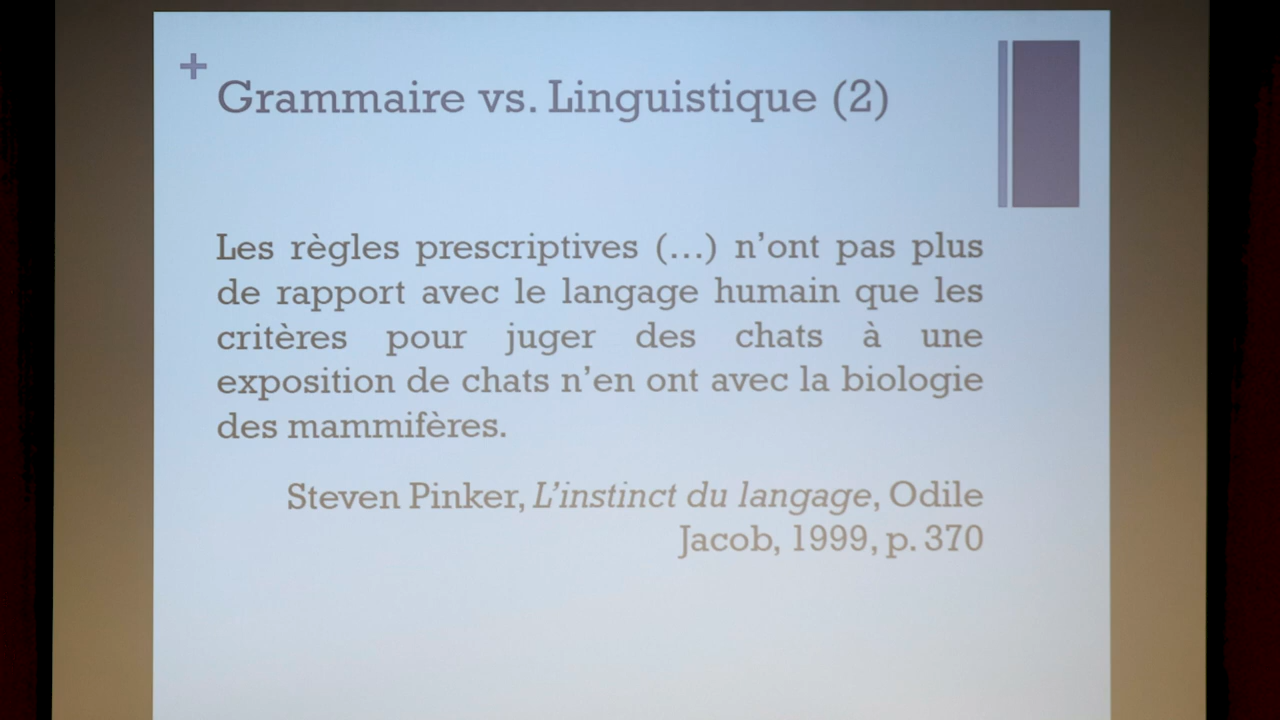 +
Grammaire vs. Linguistique (2)
Les règles prescriptives (…) n’ont pas plus
de rapport avec le langage humain que les
critères pour juger des chats à une
exposition de chats n’en ont avec la biologie
des mammifères.
Steven Pinker, L’instinct du langage, Odile
Jacob, 1999, p. 370